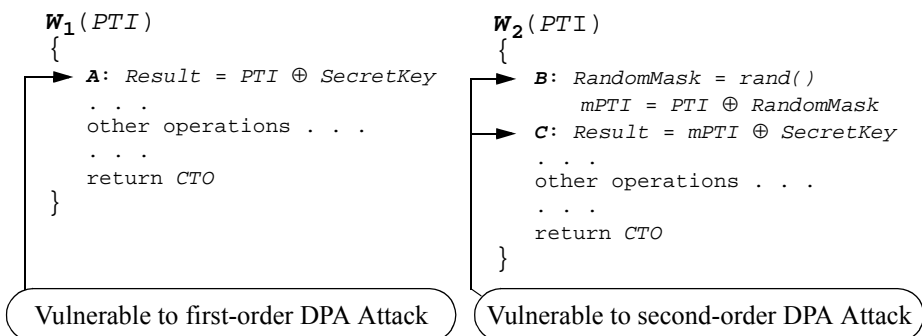 W1(PTI)
{
A: Result = PTI ⊕ SecretKey
. . .
other operations . . .
. . .
return CTO
}
Vulnerable to first-order DPA Attack
W2(PTI)
{
B: RandomMask = rand()
mPTI = PTI ⊕ RandomMask
C: Result = mPTI ⊕ SecretKey
. . .
other operations . . .
. . .
return CTO
}
Vulnerable to second-order DPA Attack